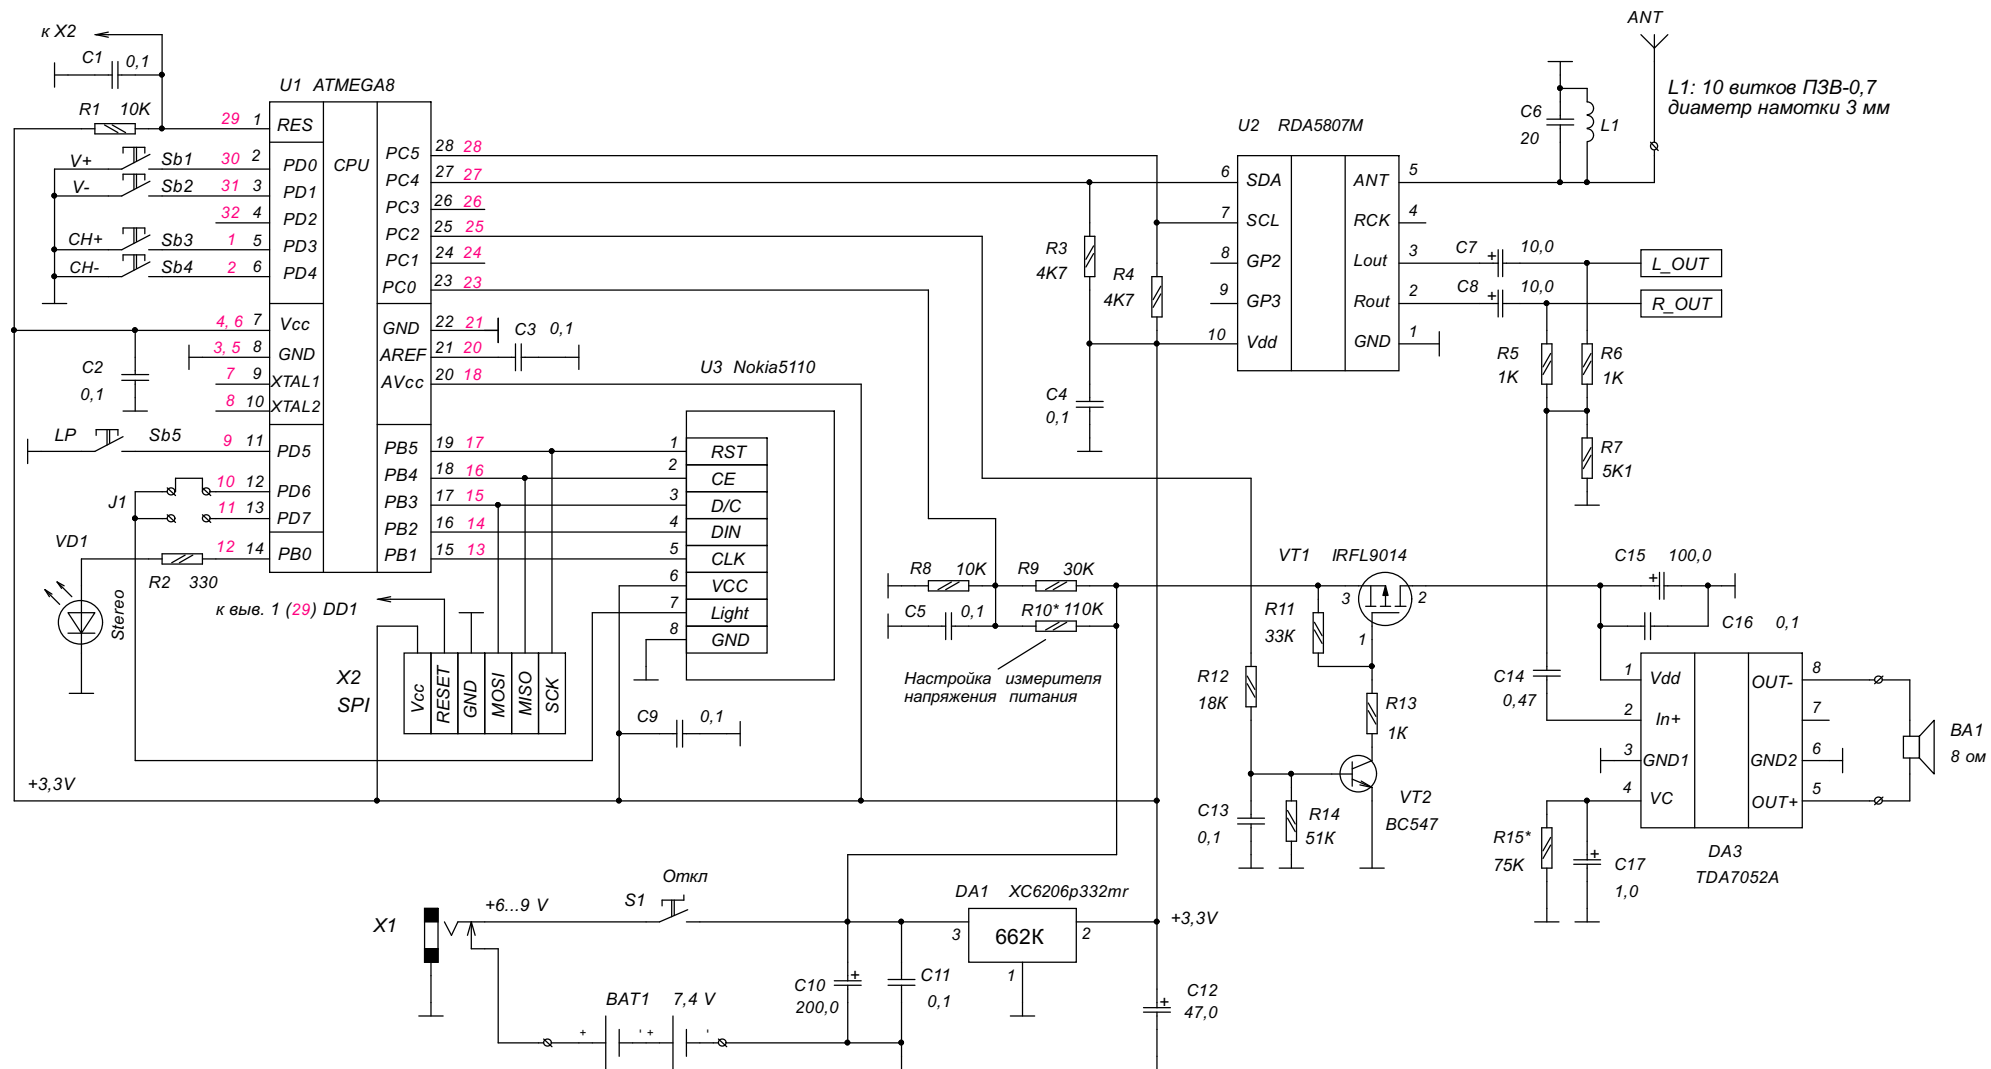 к X2
C1 0,1
R1 10K
U1 ATMEGA8
29 1 RES
V+ Sb1 30 2 PD0
V- Sb2 31 3 PD1
32 4 PD2
CH+ Sb3 1 5 PD3
CH- Sb4 2 6 PD4
4, 6 7 Vcc
3, 5 8 GND
7 9 XTAL1
8 10 XTAL2
LP Sb5 9 11 PD5
J1 10 12 PD6
11 13 PD7
VD1 12 14 PB0
R2 330
Stereo
C2
0,1
CPU
PC5 28 28
PC4 27 27
PC3 26 26
PC2 25 25
PC1 24 24
PC0 23 23
GND 22 21
AREF 21 20
AVcc 20 18
PB5 19 17
PB4 18 16
PB3 17 15
PB2 16 14
PB1 15 13
C3 0,1
U3 Nokia5110
1 RST
2 CE
3 D/C
4 DIN
5 CLK
6 VCC
7 Light
8 GND
к выв. 1 (29) DD1
X2
SPI
Vcc
RESET
GND
MOSI
MISO
SCK
C9 0,1
+3,3V
U2 RDA5807M
6 SDA
7 SCL
8 GP2
9 GP3
10 Vdd
ANT 5
RCK 4
Lout 3
Rout 2
GND 1
R3
4K7
R4
4K7
C4
0,1
ANT
L1: 10 витков ПЗВ-0,7
диаметр намотки 3 мм
C6
20
L1
C7 + 10,0
L_OUT
C8 + 10,0
R_OUT
R5
1K
R6
1K
R7
5K1
R8 10K
R9 30K
C5 0,1
R10* 110K
Настройка измерителя
напряжения питания
VT1 IRFL9014
3 2
1
R11
33K
R12
18K
R13
1K
C13
0,1
R14
51K
VT2
BC547
C15 100,0
+
C16 0,1
C14
0,47
1 Vdd
2 In+
3 GND1
4 VC
OUT- 8
7
GND2 6
OUT+ 5
BA1
8 ом
R15*
75K
+
C17
1,0
DA3
TDA7052A
X1
+6...9 V
S1
Откл
DA1 XC6206p332mr
3 662K 2
1
+3,3V
C10 +
200,0
C11
0,1
+ C12
47,0
BAT1 7,4 V
+ ' + '